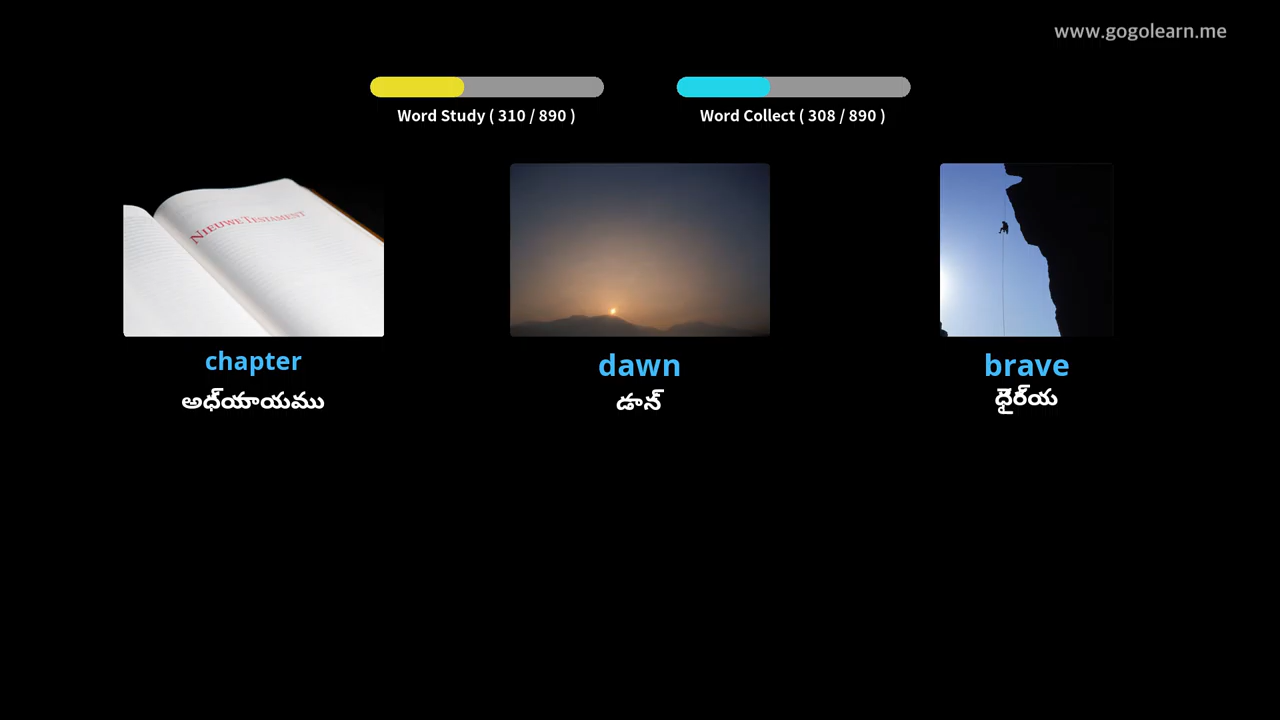 www.gogolearn.me
Word Study ( 310 / 890 )
Word Collect ( 308 / 890 )
NIEUWE TESTAMENT
chapter
dawn
brave
అధ్యాయము
డాన్
ధైర్య